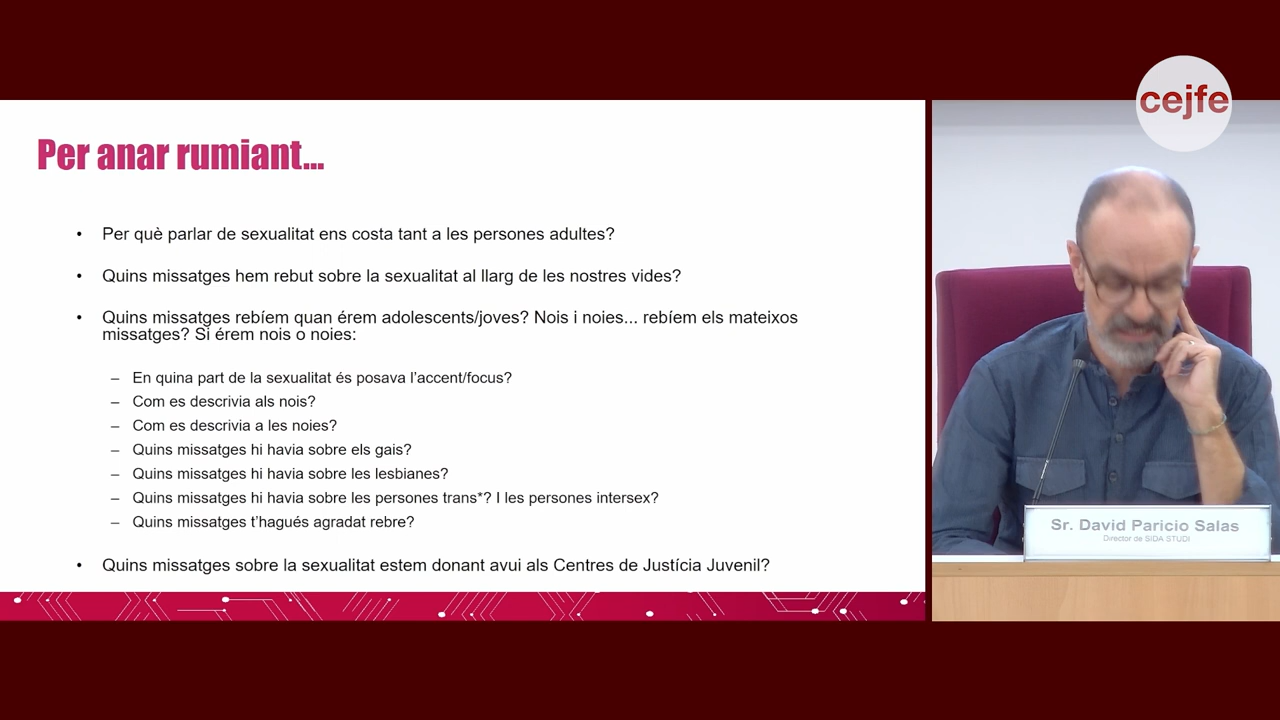 cejfe
Per anar rumiant...
• Per què parlar de sexualitat ens costa tant a les persones adultes?
• Quins missatges hem rebut sobre la sexualitat al llarg de les nostres vides?
• Quins missatges rebíem quan érem adolescents/joves? Nois i noies... rebíem els mateixos
missatges? Si érem nois o noies:
– En quina part de la sexualitat és posava l'accent/focus?
– Com es descrivia als nois?
– Com es descrivia a les noies?
– Quins missatges hi havia sobre els gais?
– Quins missatges hi havia sobre les lesbianes?
– Quins missatges hi havia sobre les persones trans*? I les persones intersex?
– Quins missatges t'hagués agradat rebre?
• Quins missatges sobre la sexualitat estem donant avui als Centres de Justícia Juvenil?
Sr. David Paricio Salas
Director de SIDA STUDI